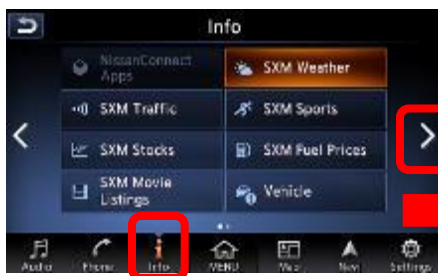 Info
NissanConnect
Apps
SXM Weather
SXM Traffic
SXM Sports
SXM Stocks
SXM Fuel Prices
SXM Movie
Listings
Vehicle
Audio
Phone
Info
MENU
Map
Navi
Settings